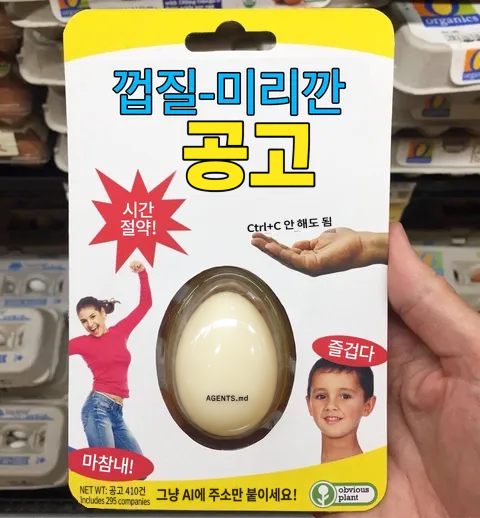 껍질-미리깐
공고
시간
절약!
Ctrl+C 안 해도 됨
AGENTS.md
즐겁다
마참내!
NET WT: 공고 410건
Includes 295 companies
그냥 AI에 주소만 붙이세요!
obvious
plant
organics